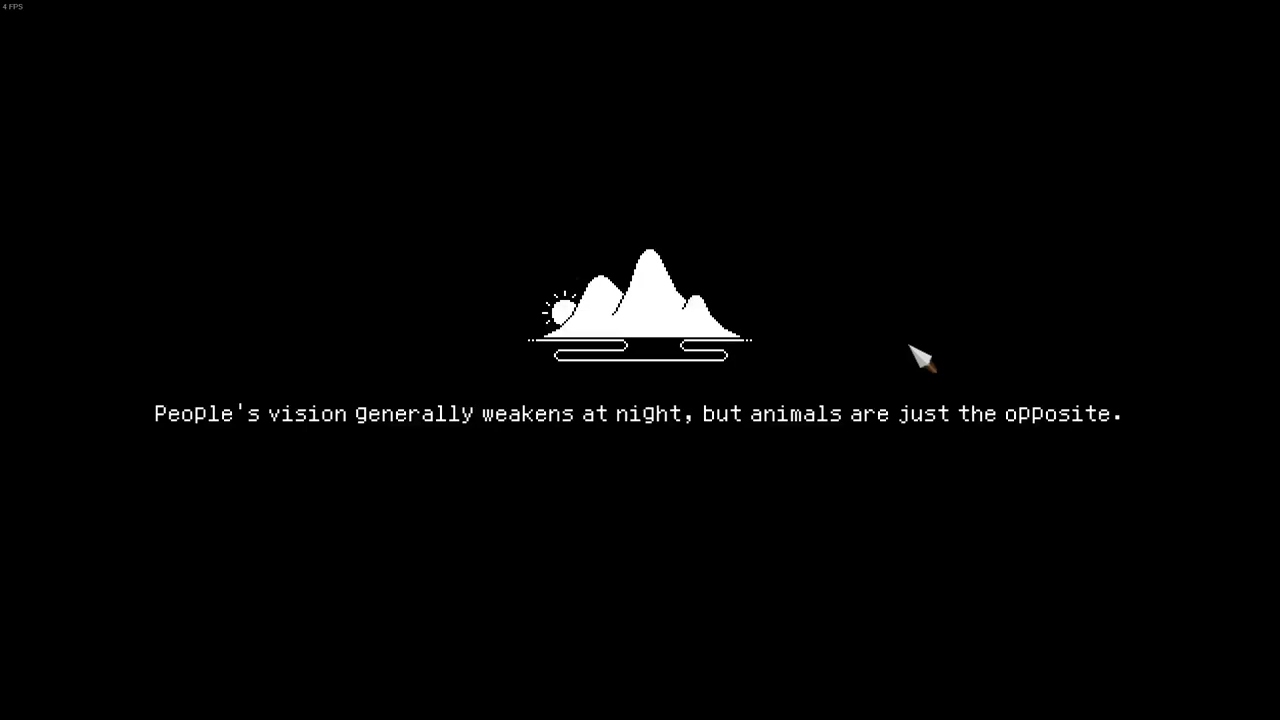 4 FPS
People's vision generally weakens at night, but animals are just the opposite.